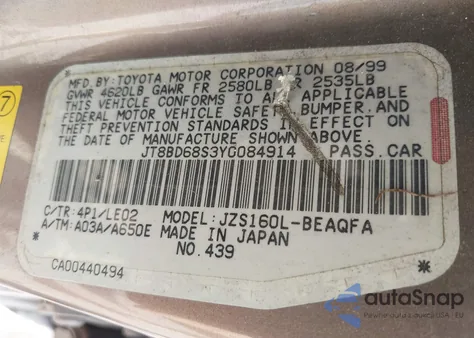 MFD. BY: TOYOTA MOTOR CORPORATION 08/99
GVWR 4620LB GAWR FR 2580LB RR 2535LB
THIS VEHICLE CONFORMS TO ALL APPLICABLE
FEDERAL MOTOR VEHICLE SAFETY, BUMPER, AND
THEFT PREVENTION STANDARDS IN EFFECT ON
THE DATE OF MANUFACTURE SHOWN ABOVE.
JT8BD68S3YG084914 PASS.CAR
C/TR: 4P1/LE02 MODEL: JZS160L-BEAQFA
A/TM: A03A/A650E MADE IN JAPAN
NO. 439
CA00440494
7
autoSnap